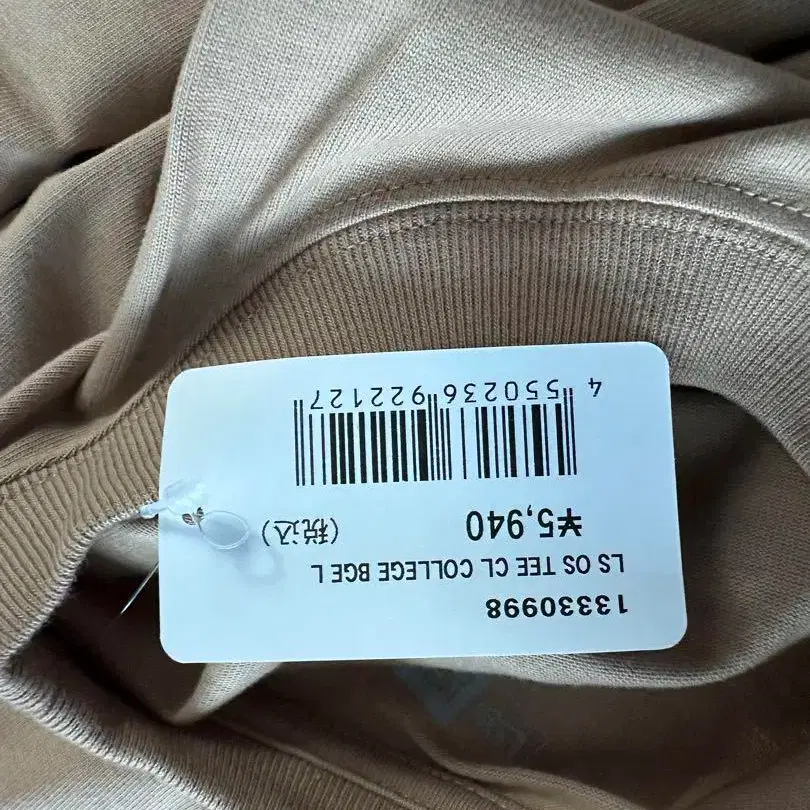 13330998
LS OS TEE CL COLLEGE BGE L
¥5,940 (税込)
4 550236 922127